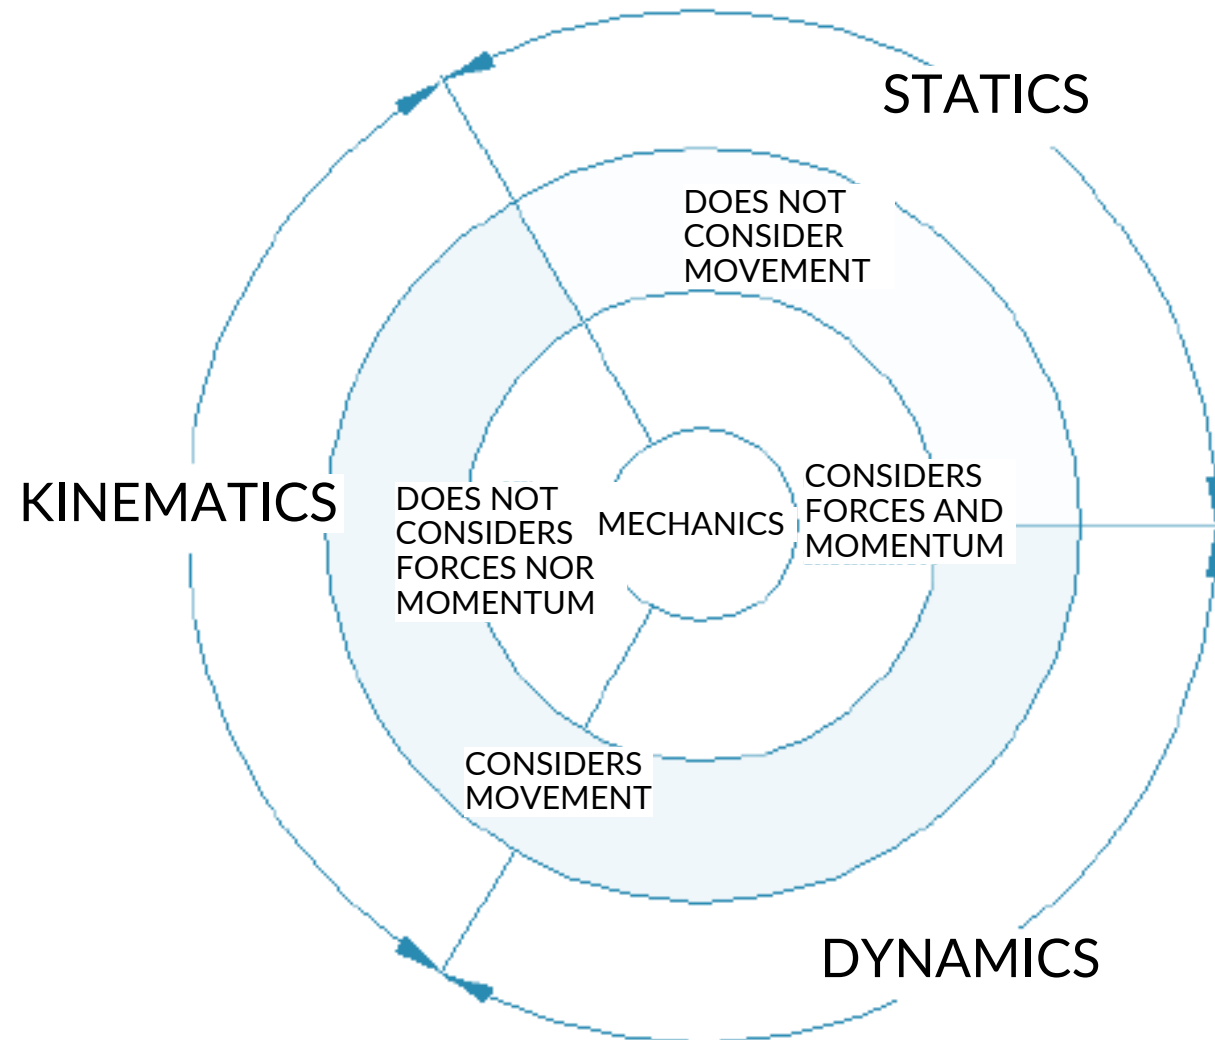 STATICS
DOES NOT
CONSIDER
MOVEMENT
KINEMATICS
DOES NOT
CONSIDERS
FORCES NOR
MOMENTUM
MECHANICS
CONSIDERS
FORCES AND
MOMENTUM
CONSIDERS
MOVEMENT
DYNAMICS